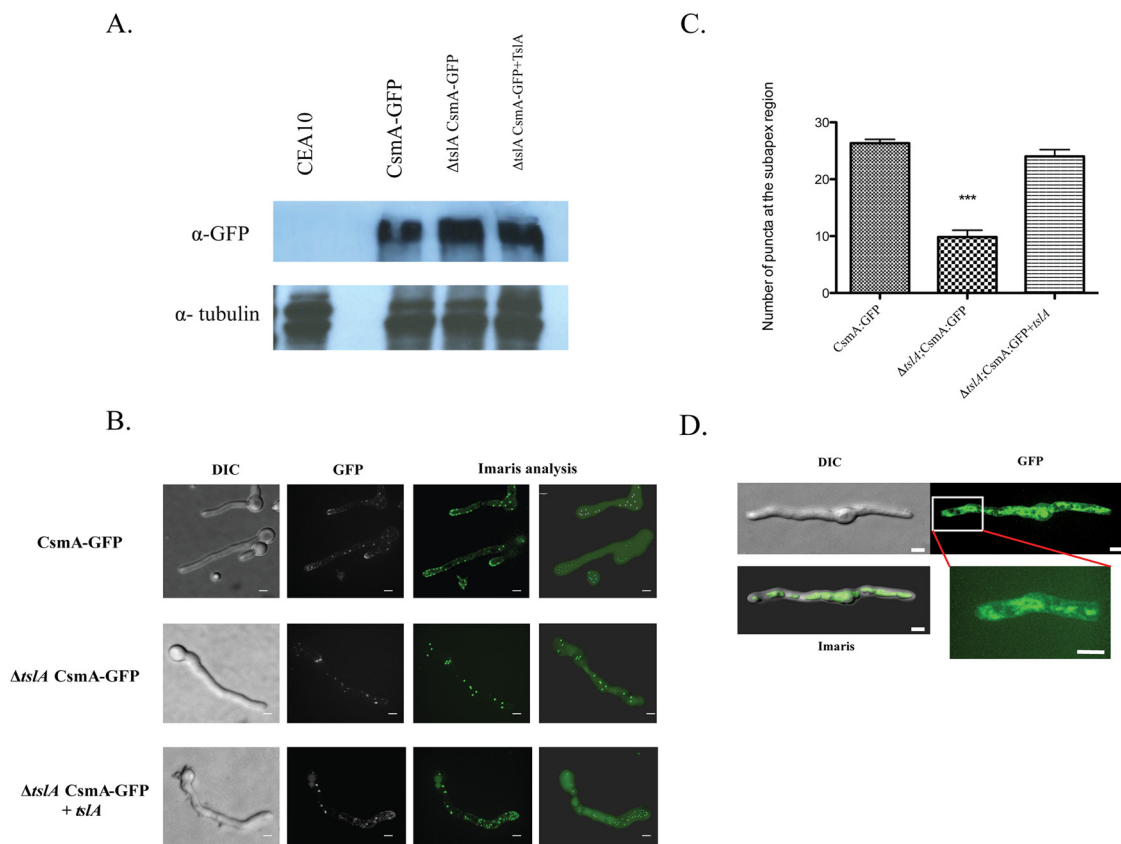 A.
CEA10
CsmA-GFP
ΔtslA CsmA-GFP
ΔtslA CsmA-GFP+TslA
α-GFP
α- tubulin
B.
DIC
GFP
Imaris analysis
CsmA-GFP
ΔtslA CsmA-GFP
ΔtslA CsmA-GFP
+ tslA
C.
Number of puncta at the subapex region
30
20
10
0
***
CsmA:GFP
ΔtslA;CsmA:GFP
ΔtslA;CsmA:GFP+tslA
D.
DIC
GFP
Imaris